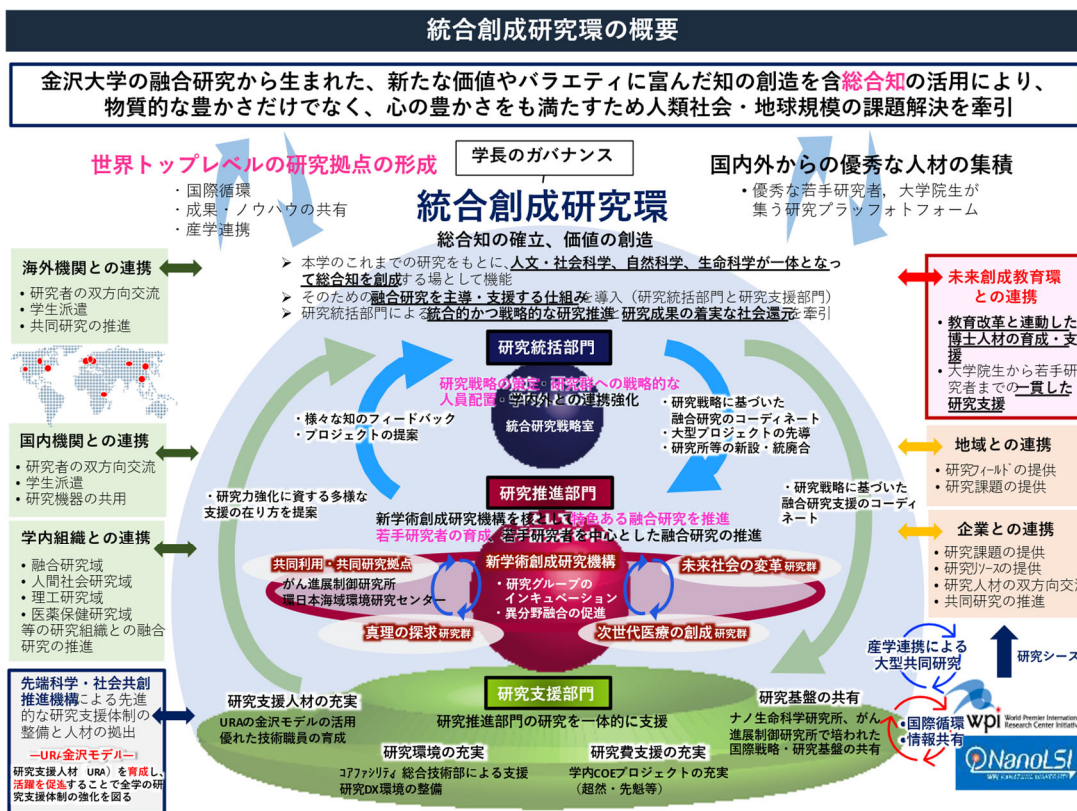 統合創成研究環の概要
金沢大学の融合研究から生まれた、新たな価値やバラエティに富んだ知の創造を含総合知の活用により、
物質的な豊かさだけでなく、心の豊かさをも満たすため人類社会・地球規模の課題解決を牽引
世界トップレベルの研究拠点の形成
・国際循環
・成果・ノウハウの共有
・産学連携
学長のガバナンス
国内外からの優秀な人材の集積
•優秀な若手研究者，大学院生が
集う研究プラッフォトフォーム
統合創成研究環
総合知の確立、価値の創造
➢ 本学のこれまでの研究をもとに、人文・社会科学、自然科学、生命科学が一体となっ
て総合知を創成する場として機能
➢ そのための融合研究を主導・支援する仕組みを導入（研究統括部門と研究支援部門）
➢ 研究統括部門による統合的かつ戦略的な研究推進と研究成果の着実な社会還元を牽引
海外機関との連携
• 研究者の双方向交流
• 学生派遣
• 共同研究の推進
国内機関との連携
• 研究者の双方向交流
• 学生派遣
• 研究機器の共用
学内組織との連携
• 融合研究域
• 人間社会研究域
• 理工研究域
• 医薬保健研究域
等の研究組織との融合
研究の推進
先端科学・社会共創
推進機構による先進
的な研究支援体制の
整備と人材の拠出
―URA金沢モデル―
研究支援人材（URA）を育成し、
活躍を促進することで全学の研
究支援体制の強化を図る
研究統括部門
研究戦略の策定・研究群への戦略的な
人員配置・学内外との連携強化
統合研究戦略室
・様々な知のフィードバック
・プロジェクトの提案
・研究戦略に基づいた
融合研究のコーディネート
・大型プロジェクトの先導
・研究所等の新設・統廃合
・研究力強化に資する多様な
支援の在り方を提案
・研究戦略に基づいた
融合研究支援のコーディ
ネート
研究推進部門
新学術創成研究機構を核として特色ある融合研究を推進
若手研究者の育成、若手研究者を中心とした融合研究の推進
共同利用・共同研究拠点
がん進展制御研究所
環日本海域環境研究センター
新学術創成研究機構
・研究グループの
インキュベーション
・異分野融合の促進
未来社会の変革研究群
真理の探求研究群
次世代医療の創成研究群
研究支援部門
研究推進部門の研究を一体的に支援
研究支援人材の充実
URAの金沢モデルの活用
優れた技術職員の育成
研究環境の充実
コアファシリティ 総合技術部による支援
研究DX環境の整備
研究費支援の充実
学内COEプロジェクトの充実
（超然・先魁等）
研究基盤の共有
ナノ生命科学研究所、がん
進展制御研究所で培われた
国際戦略・研究基盤の共有
未来創成教育環
との連携
• 教育改革と連動した
博士人材の育成・支
援
• 大学院生から若手研
究者までの一貫した
研究支援
地域との連携
• 研究フィールドの提供
• 研究課題の提供
企業との連携
• 研究課題の提供
• 研究リソースの提供
• 研究人材の双方向交流
• 共同研究の推進
産学連携による
大型共同研究
研究シーズ
•国際循環
•情報共有
wpi
World Premier International
Research Center Initiative
NanoLSI
WPI KANAZAWA UNIVERSITY